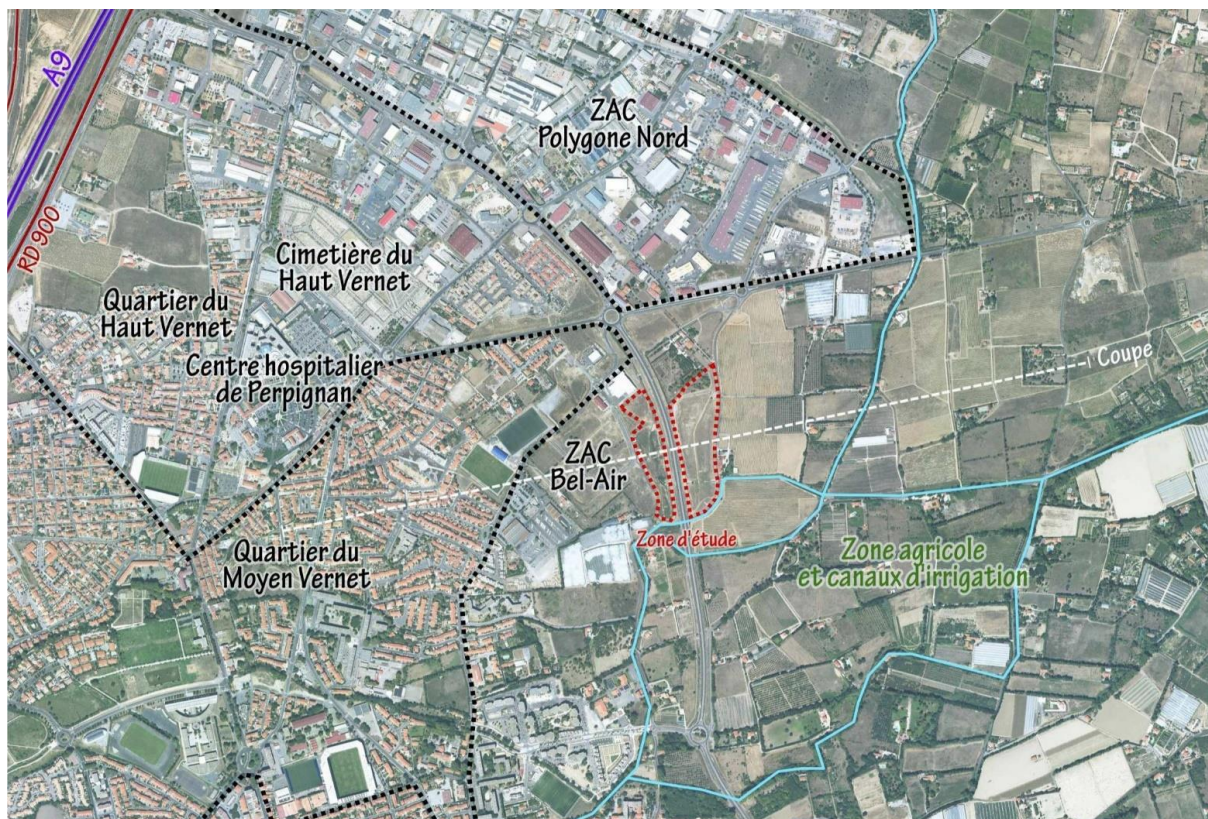 A9
RD 900
ZAC
Polygone Nord
Cimetière du
Haut Vernet
Quartier du
Haut Vernet
Centre hospitalier
de Perpignan
Coupe
ZAC
Bel-Air
Zone d'étude
Quartier du
Moyen Vernet
Zone agricole
et canaux d'irrigation